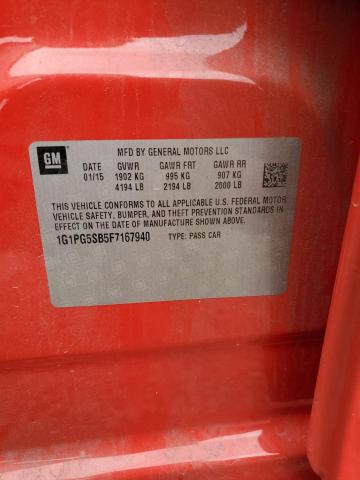 GM
MFD BY GENERAL MOTORS LLC
DATE GVWR GAWR FRT GAWR RR
01/15 1902 KG 995 KG 907 KG
4194 LB 2194 LB 2000 LB
THIS VEHICLE CONFORMS TO ALL APPLICABLE U.S. FEDERAL MOTOR
VEHICLE SAFETY, BUMPER, AND THEFT PREVENTION STANDARDS IN
EFFECT ON THE DATE OF MANUFACTURE SHOWN ABOVE.
1G1PG5SB5F7167940 TYPE: PASS CAR